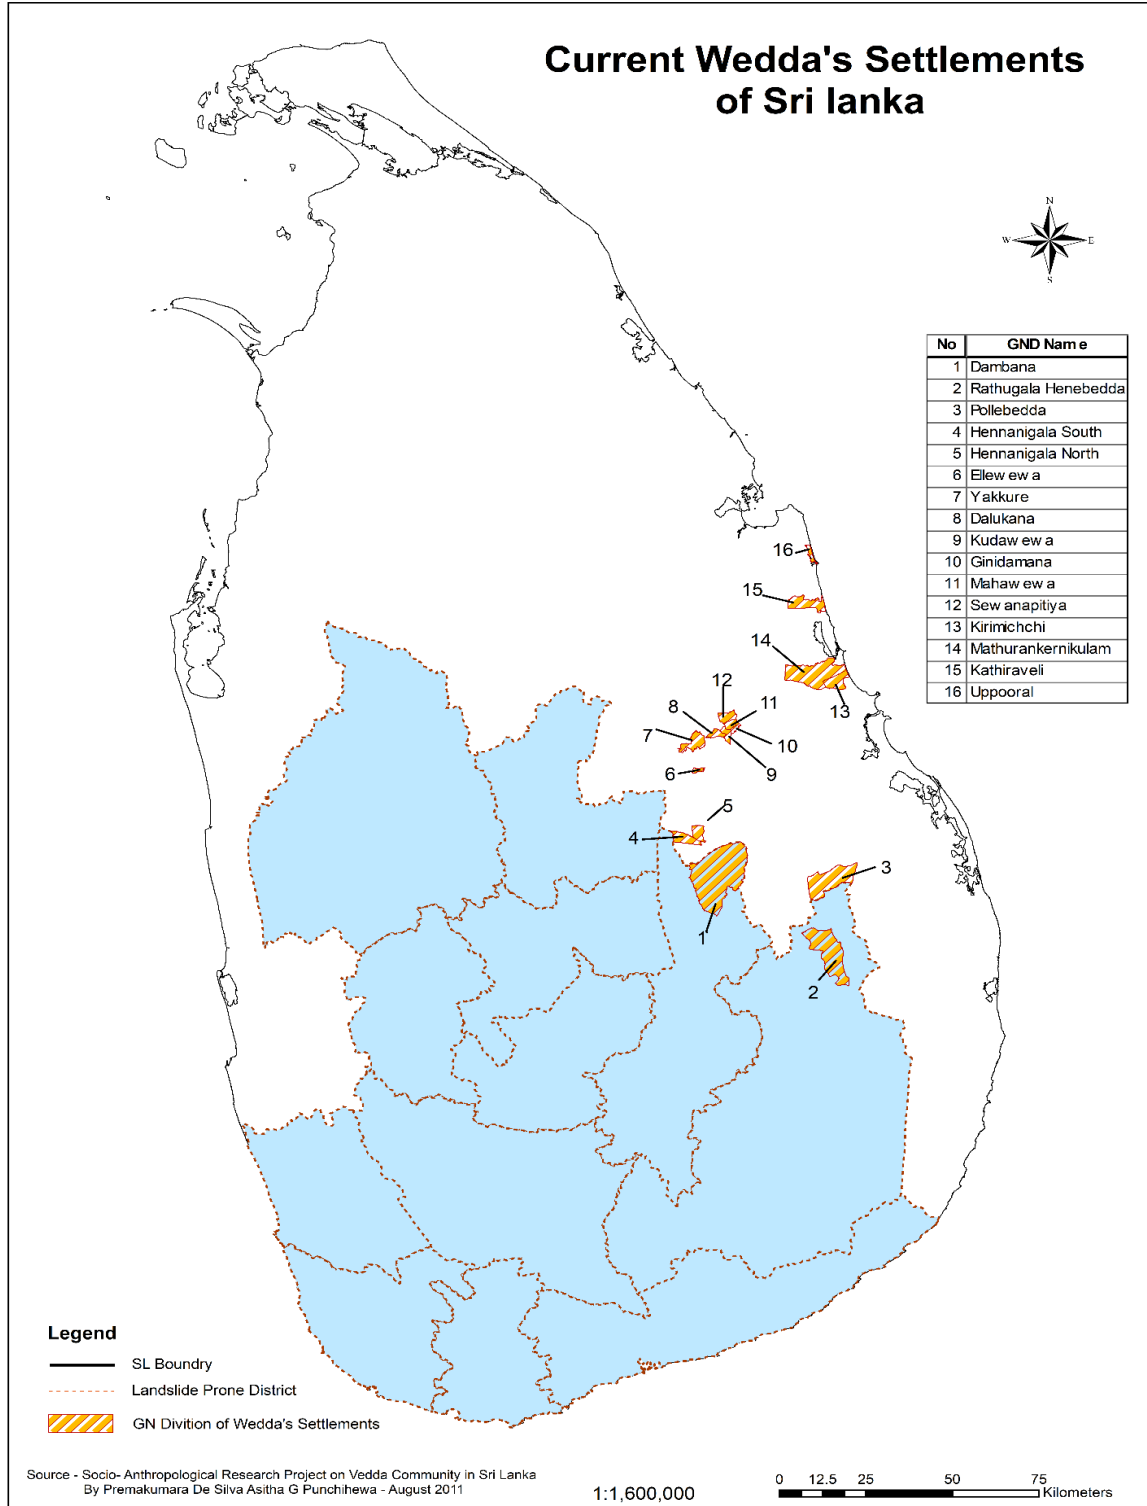 Current Wedda's Settlements
of Sri lanka
N
W E
S
No GND Name
1 Dambana
2 Rathugala Henebedda
3 Pollebedda
4 Hennanigala South
5 Hennanigala North
6 Ellewewa
7 Yakkure
8 Dalukana
9 Kudawewa
10 Ginidamana
11 Mahawewa
12 Sewanapitiya
13 Kirimichchi
14 Mathurankernikulam
15 Kathiraveli
16 Uppooral
16
15
14
13
12
11
8
7
10
9
6
5
4
3
1
2
Legend
SL Boundry
Landslide Prone District
GN Divition of Wedda's Settlements
Source - Socio- Anthropological Research Project on Vedda Community in Sri Lanka
By Premakumara De Silva Asitha G Punchihewa - August 2011
1:1,600,000
0 12.5 25 50 75
Kilometers